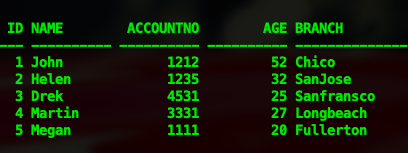 ID NAME ACCOUNTNO AGE BRANCH
--- ---------- ---------- ---------- --------------
1 John 1212 52 Chico
2 Helen 1235 32 SanJose
3 Drek 4531 25 Sanfransco
4 Martin 3331 27 Longbeach
5 Megan 1111 20 Fullerton